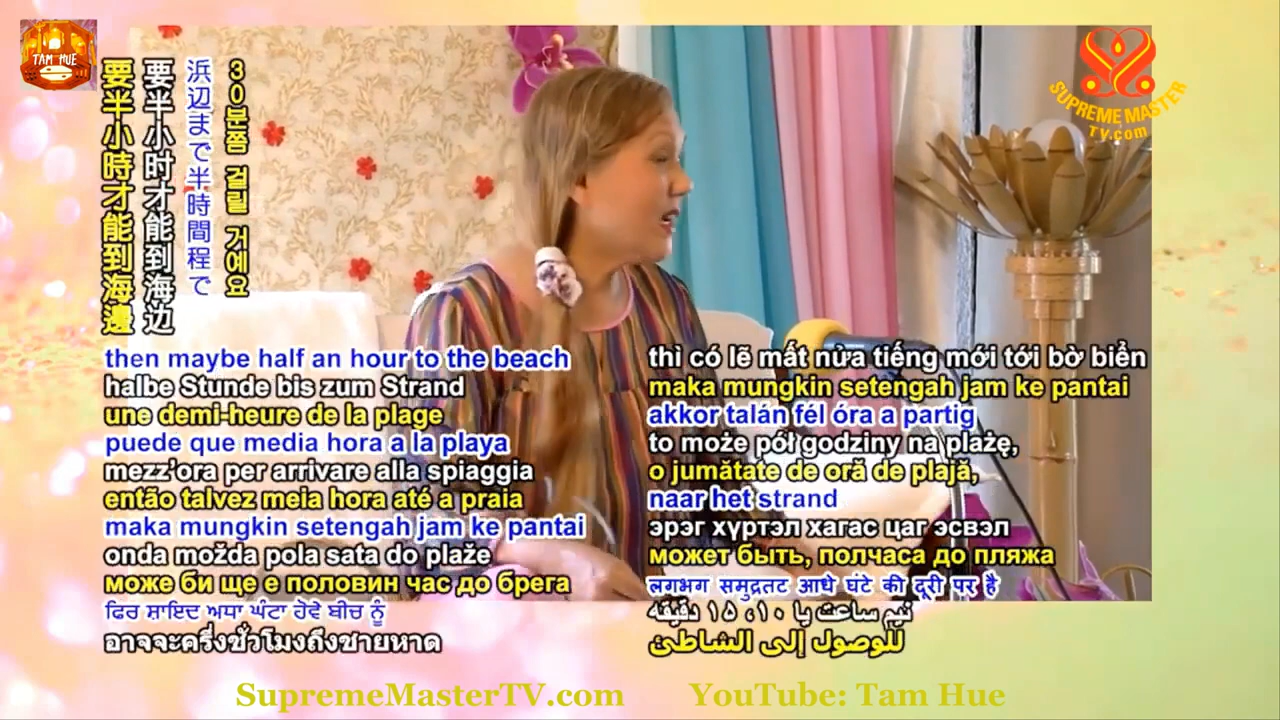 TAM HUE
SUPREME MASTER
TV.com
要半小時才能到海邊
要半小时才能到海边
浜辺まで半時間程で
30분쯤 걸릴 거예요
then maybe half an hour to the beach
halbe Stunde bis zum Strand
une demi-heure de la plage
puede que media hora a la playa
mezz'ora per arrivare alla spiaggia
então talvez meia hora até a praia
maka mungkin setengah jam ke pantai
onda možda pola sata do plaže
може би ще е половин час до брега
ਫਿਰ ਸ਼ਾਇਦ ਅਧਾ ਘੰਟਾ ਹੋਵੇ ਬੀਚ ਨੂੰ
อาจจะครึ่งชั่วโมงถึงชายหาด
thì có lẽ mất nửa tiếng mới tới bờ biển
maka mungkin setengah jam ke pantai
akkor talán fél óra a partig
to może pół godziny na plażę,
o jumătate de oră de plajă,
naar het strand
эрэг хүртэл хагас цаг эсвэл
может быть, полчаса до пляжа
लगभग समुद्रतट आधे घंटे की दूरी पर है
نیم ساعت یا ۱۰، ۱۵ دقیقه
للوصول إلى الشاطئ
SupremeMasterTV.com
YouTube: Tam Hue